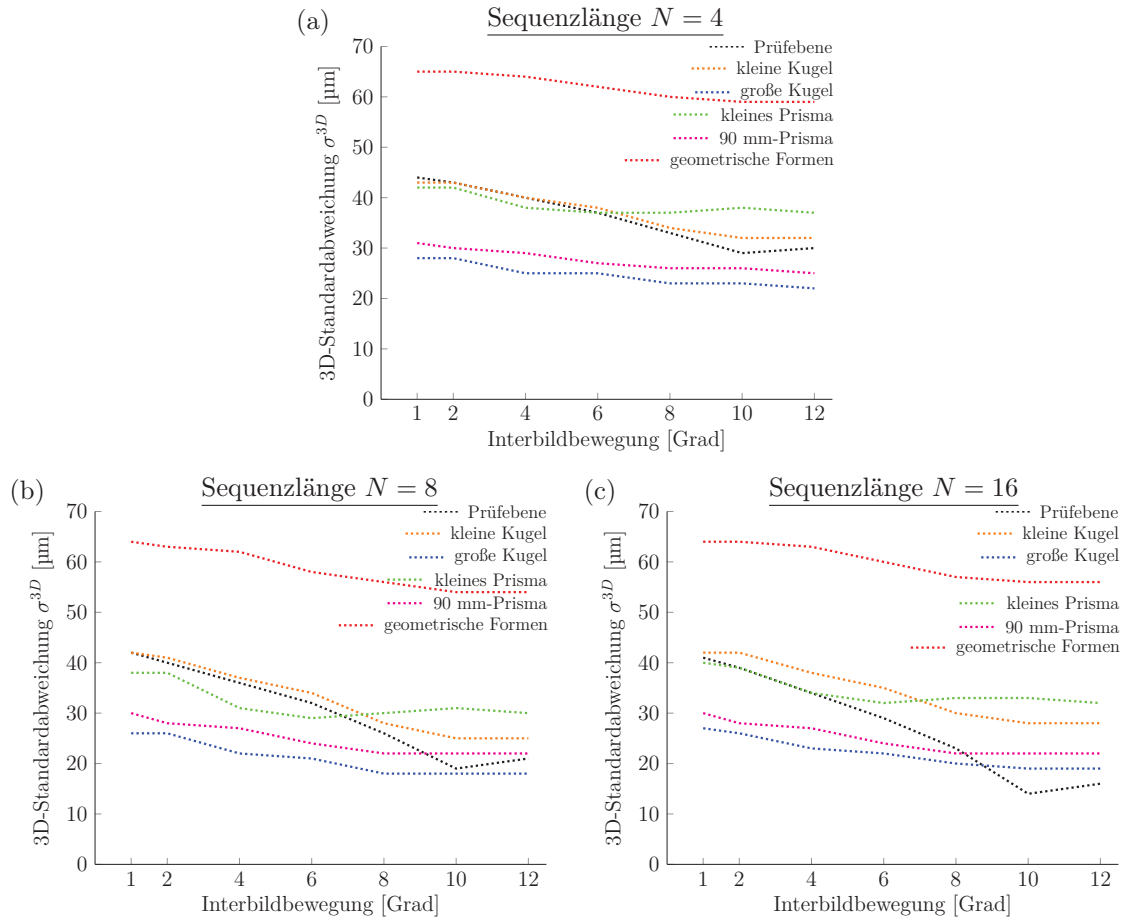 (a)
Sequenzlänge N = 4
3D-Standardabweichung σ³ᴰ [µm]
70
60
50
40
30
20
10
0
Prüfebene
kleine Kugel
große Kugel
kleines Prisma
90 mm-Prisma
geometrische Formen
1 2 4 6 8 10 12
Interbildbewegung [Grad]
(b)
Sequenzlänge N = 8
3D-Standardabweichung σ³ᴰ [µm]
70
60
50
40
30
20
10
0
Prüfebene
kleine Kugel
große Kugel
kleines Prisma
90 mm-Prisma
geometrische Formen
1 2 4 6 8 10 12
Interbildbewegung [Grad]
(c)
Sequenzlänge N = 16
3D-Standardabweichung σ³ᴰ [µm]
70
60
50
40
30
20
10
0
Prüfebene
kleine Kugel
große Kugel
kleines Prisma
90 mm-Prisma
geometrische Formen
1 2 4 6 8 10 12
Interbildbewegung [Grad]